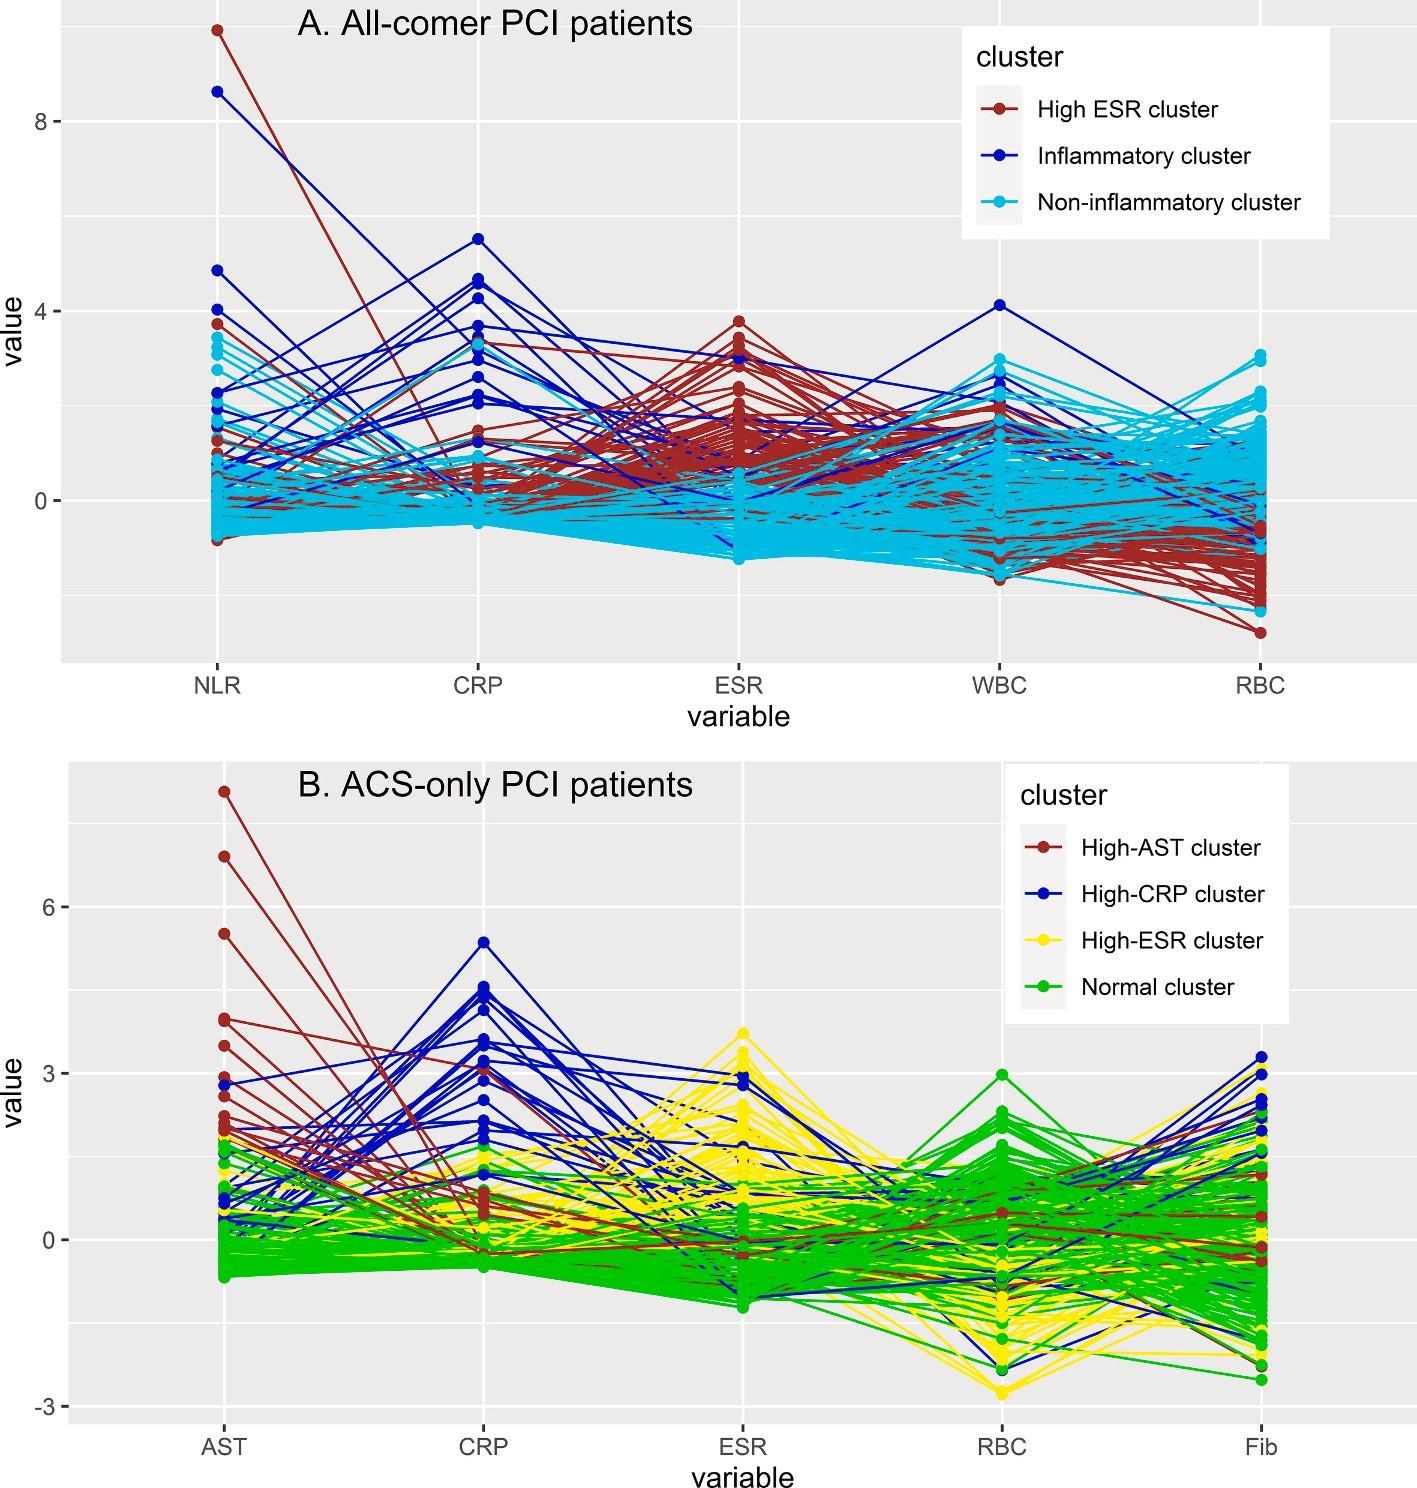 A. All-comer PCI patients
cluster
High ESR cluster
Inflammatory cluster
Non-inflammatory cluster
8
4
0
value
NLR CRP ESR WBC RBC
variable
B. ACS-only PCI patients
cluster
High-AST cluster
High-CRP cluster
High-ESR cluster
Normal cluster
6
3
0
-3
value
AST CRP ESR RBC Fib
variable